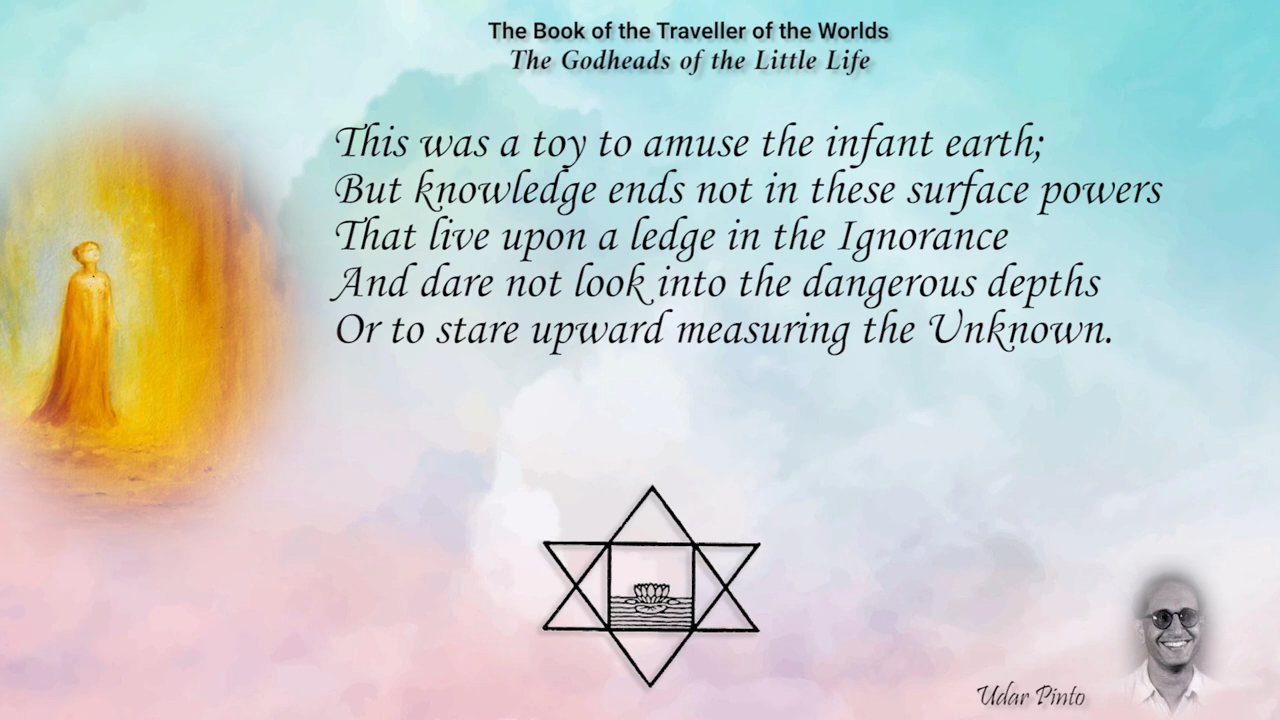 The Book of the Traveller of the Worlds
The Godheads of the Little Life
This was a toy to amuse the infant earth;
But knowledge ends not in these surface powers
That live upon a ledge in the Ignorance
And dare not look into the dangerous depths
Or to stare upward measuring the Unknown.
Udar Pinto